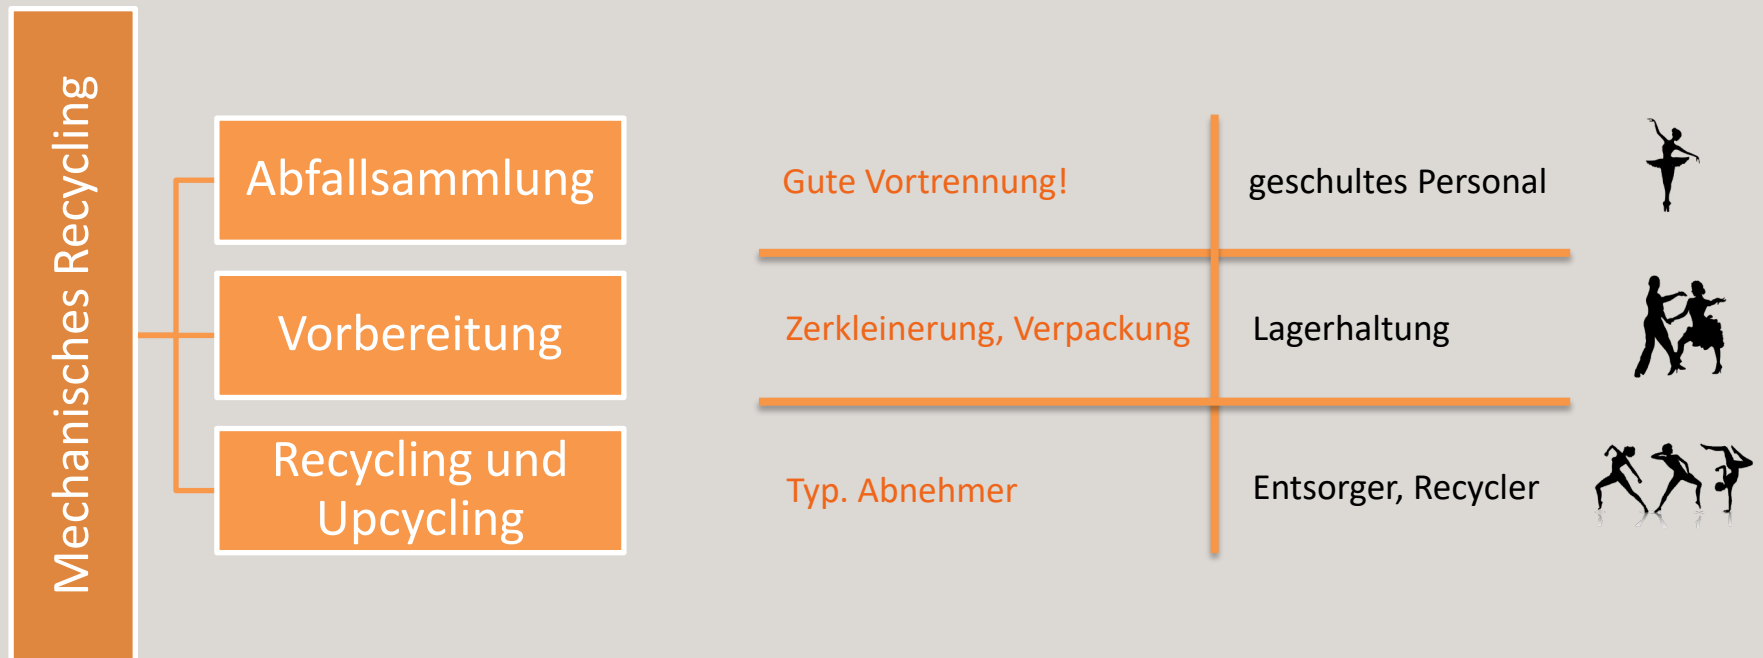 Mechanisches Recycling
Abfallsammlung
Gute Vortrennung!
geschultes Personal
Vorbereitung
Zerkleinerung, Verpackung
Lagerhaltung
Recycling und
Upcycling
Typ. Abnehmer
Entsorger, Recycler